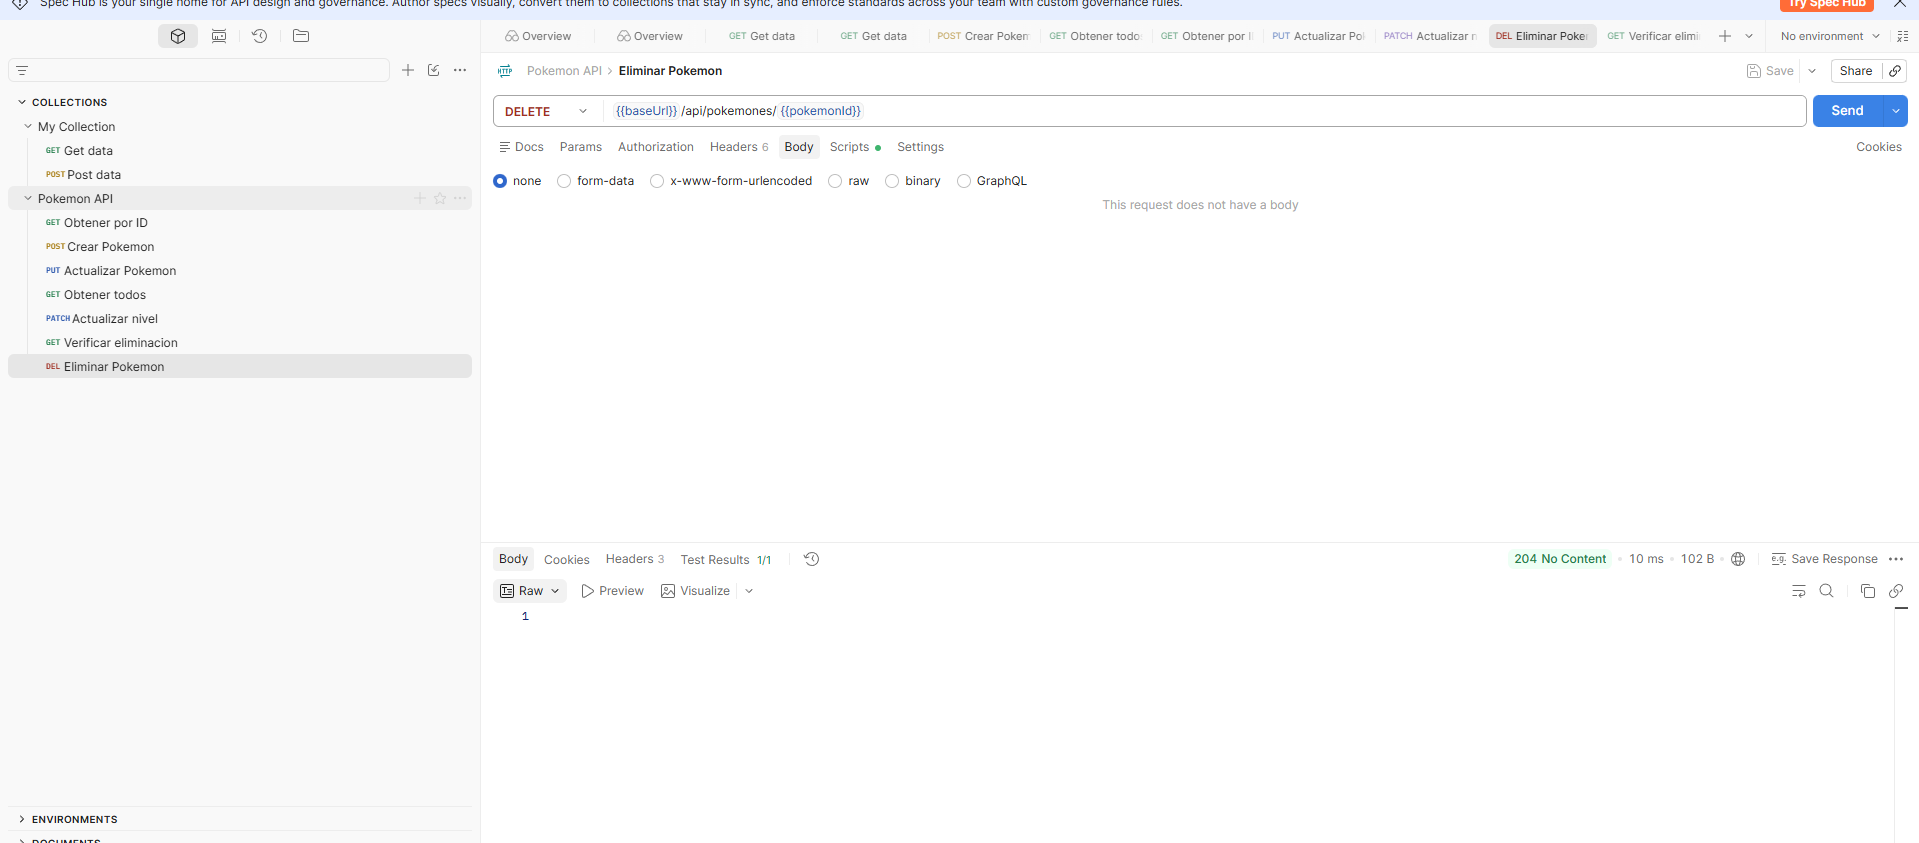 Spec Hub is your single home for API design and governance. Author specs visually, convert them to collections that stay in sync, and enforce standards across your team with custom governance rules.
Try Spec Hub
Overview
Overview
GET Get data
GET Get data
POST Crear Pokem
GET Obtener todo
GET Obtener por I
PUT Actualizar Po
PATCH Actualizar n
DEL Eliminar Poke
GET Verificar elimi
No environment
COLLECTIONS
My Collection
GET Get data
POST Post data
Pokemon API
GET Obtener por ID
POST Crear Pokemon
PUT Actualizar Pokemon
GET Obtener todos
PATCH Actualizar nivel
GET Verificar eliminacion
DEL Eliminar Pokemon
ENVIRONMENTS
DOCUMENTS
HTTP Pokemon API > Eliminar Pokemon
Save
Share
DELETE
{{baseUrl}} /api/pokemones/ {{pokemonId}}
Send
Docs Params Authorization Headers 6 Body Scripts Settings
Cookies
none form-data x-www-form-urlencoded raw binary GraphQL
This request does not have a body
Body Cookies Headers 3 Test Results 1/1
204 No Content • 10 ms • 102 B
e.g. Save Response
Raw Preview Visualize
1